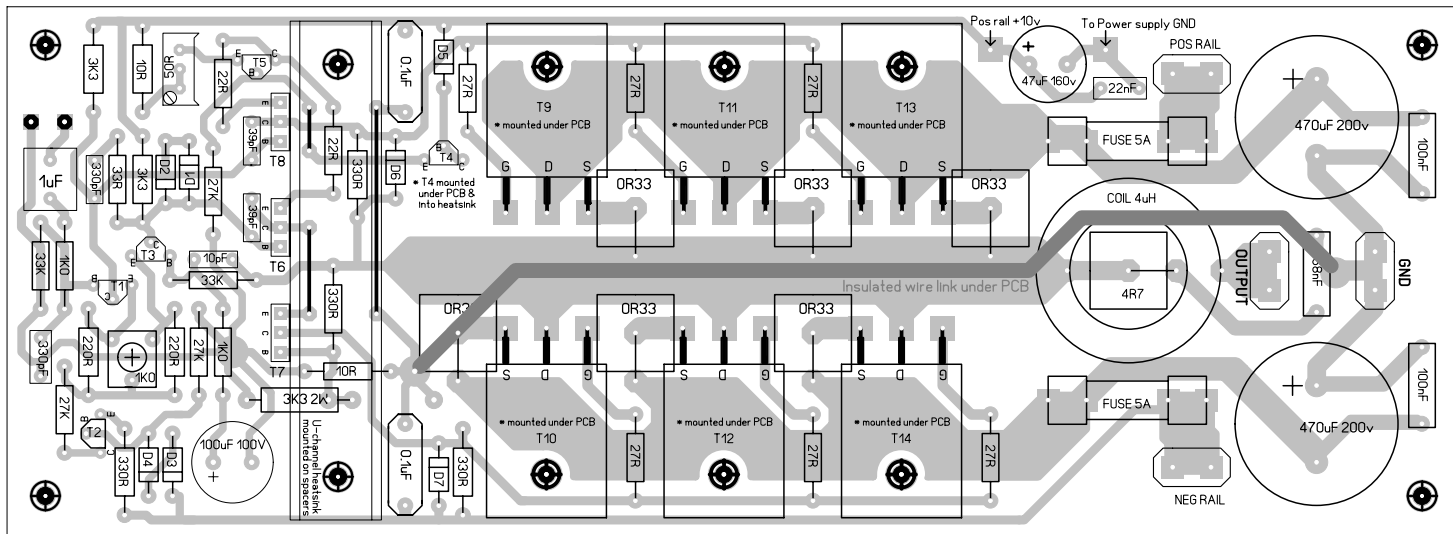 Pos rail +10v
To Power supply GND
POS RAIL
3K3
10R
50R
22R
E
C
B
T5
0.1uF
D5
27R
T9
* mounted under PCB
27R
T11
* mounted under PCB
27R
T13
* mounted under PCB
47uF 160v
22nF
FUSE 5A
470uF 200v
100nF
1uF
330pF
33R
3K3
D2
D1
27K
39pF
E
C
B
T8
22R
330R
D6
B
E
C
T4
* T4 mounted
under PCB &
into heatsink
G
D
S
G
D
S
G
D
S
0R33
0R33
0R33
COIL 4uH
39pF
E
C
B
T6
33K
1K0
C
B
E
T3
10pF
33K
B
E
C
T1
4R7
OUTPUT
68nF
GND
Insulated wire link under PCB
330pF
220R
1K0
220R
27K
1K0
E
C
B
T7
330R
10R
0R33
0R33
0R33
S
D
G
S
D
G
S
D
G
3K3 2W
27K
B
E
C
T2
330R
D4
D3
100uF 100V
U-channel heatsink
mounted on spacers
0.1uF
D7
330R
* mounted under PCB
T10
27R
* mounted under PCB
T12
27R
* mounted under PCB
T14
27R
FUSE 5A
470uF 200v
100nF
NEG RAIL